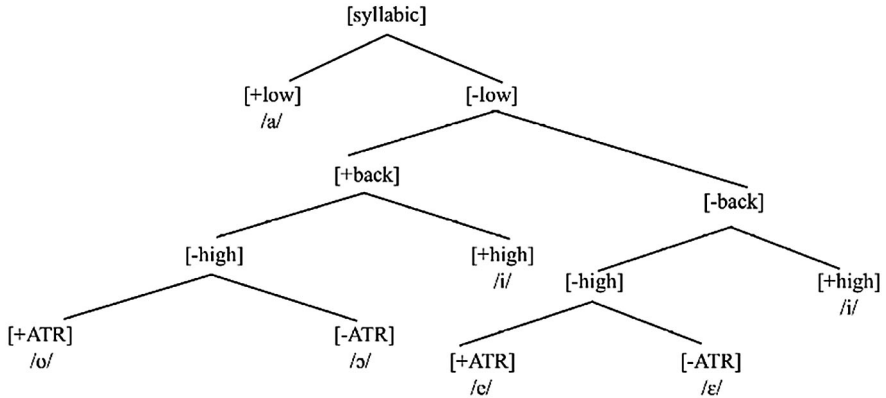 [syllabic]
[+low] [-low]
/a/
[+back]
[-back]
[-high] [+high]
/i/
[-high] [+high]
/i/
[+ATR] [-ATR]
/o/ /ɔ/
[+ATR] [-ATR]
/e/ /ɛ/